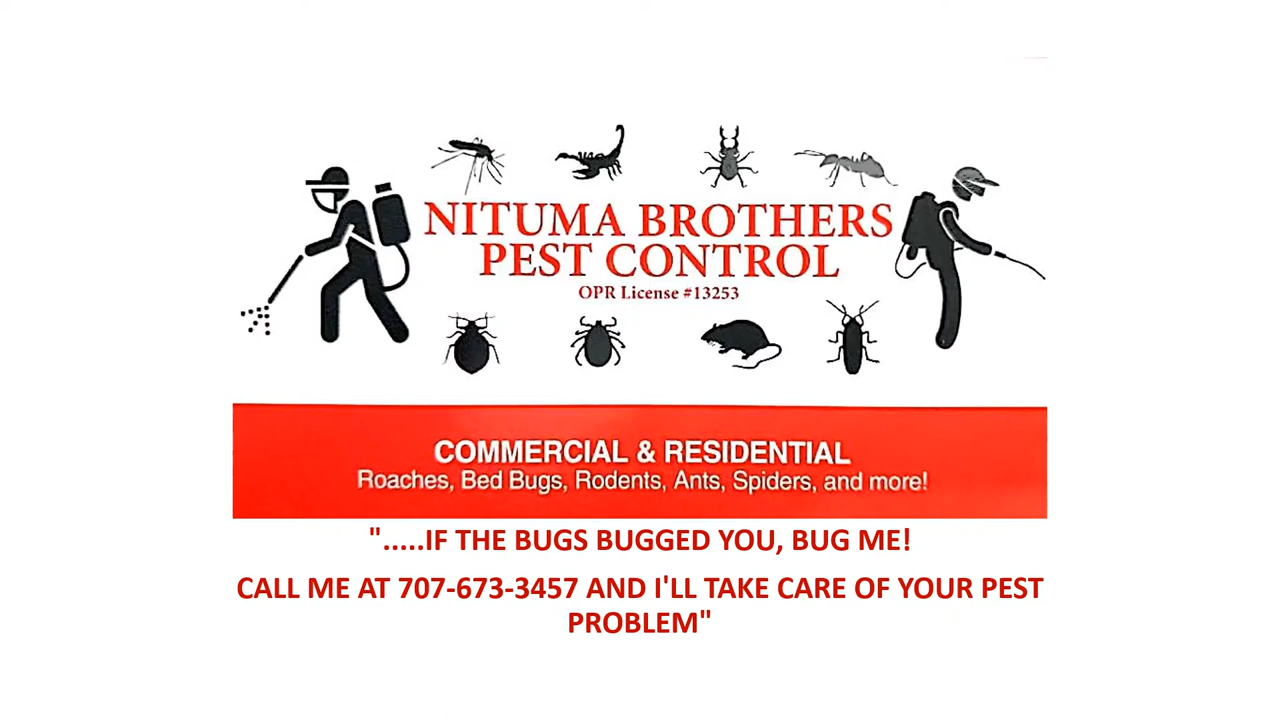 NITUMA BROTHERS
PEST CONTROL
OPR License #13253
COMMERCIAL & RESIDENTIAL
Roaches, Bed Bugs, Rodents, Ants, Spiders, and more!
".....IF THE BUGS BUGGED YOU, BUG ME!
CALL ME AT 707-673-3457 AND I'LL TAKE CARE OF YOUR PEST
PROBLEM"